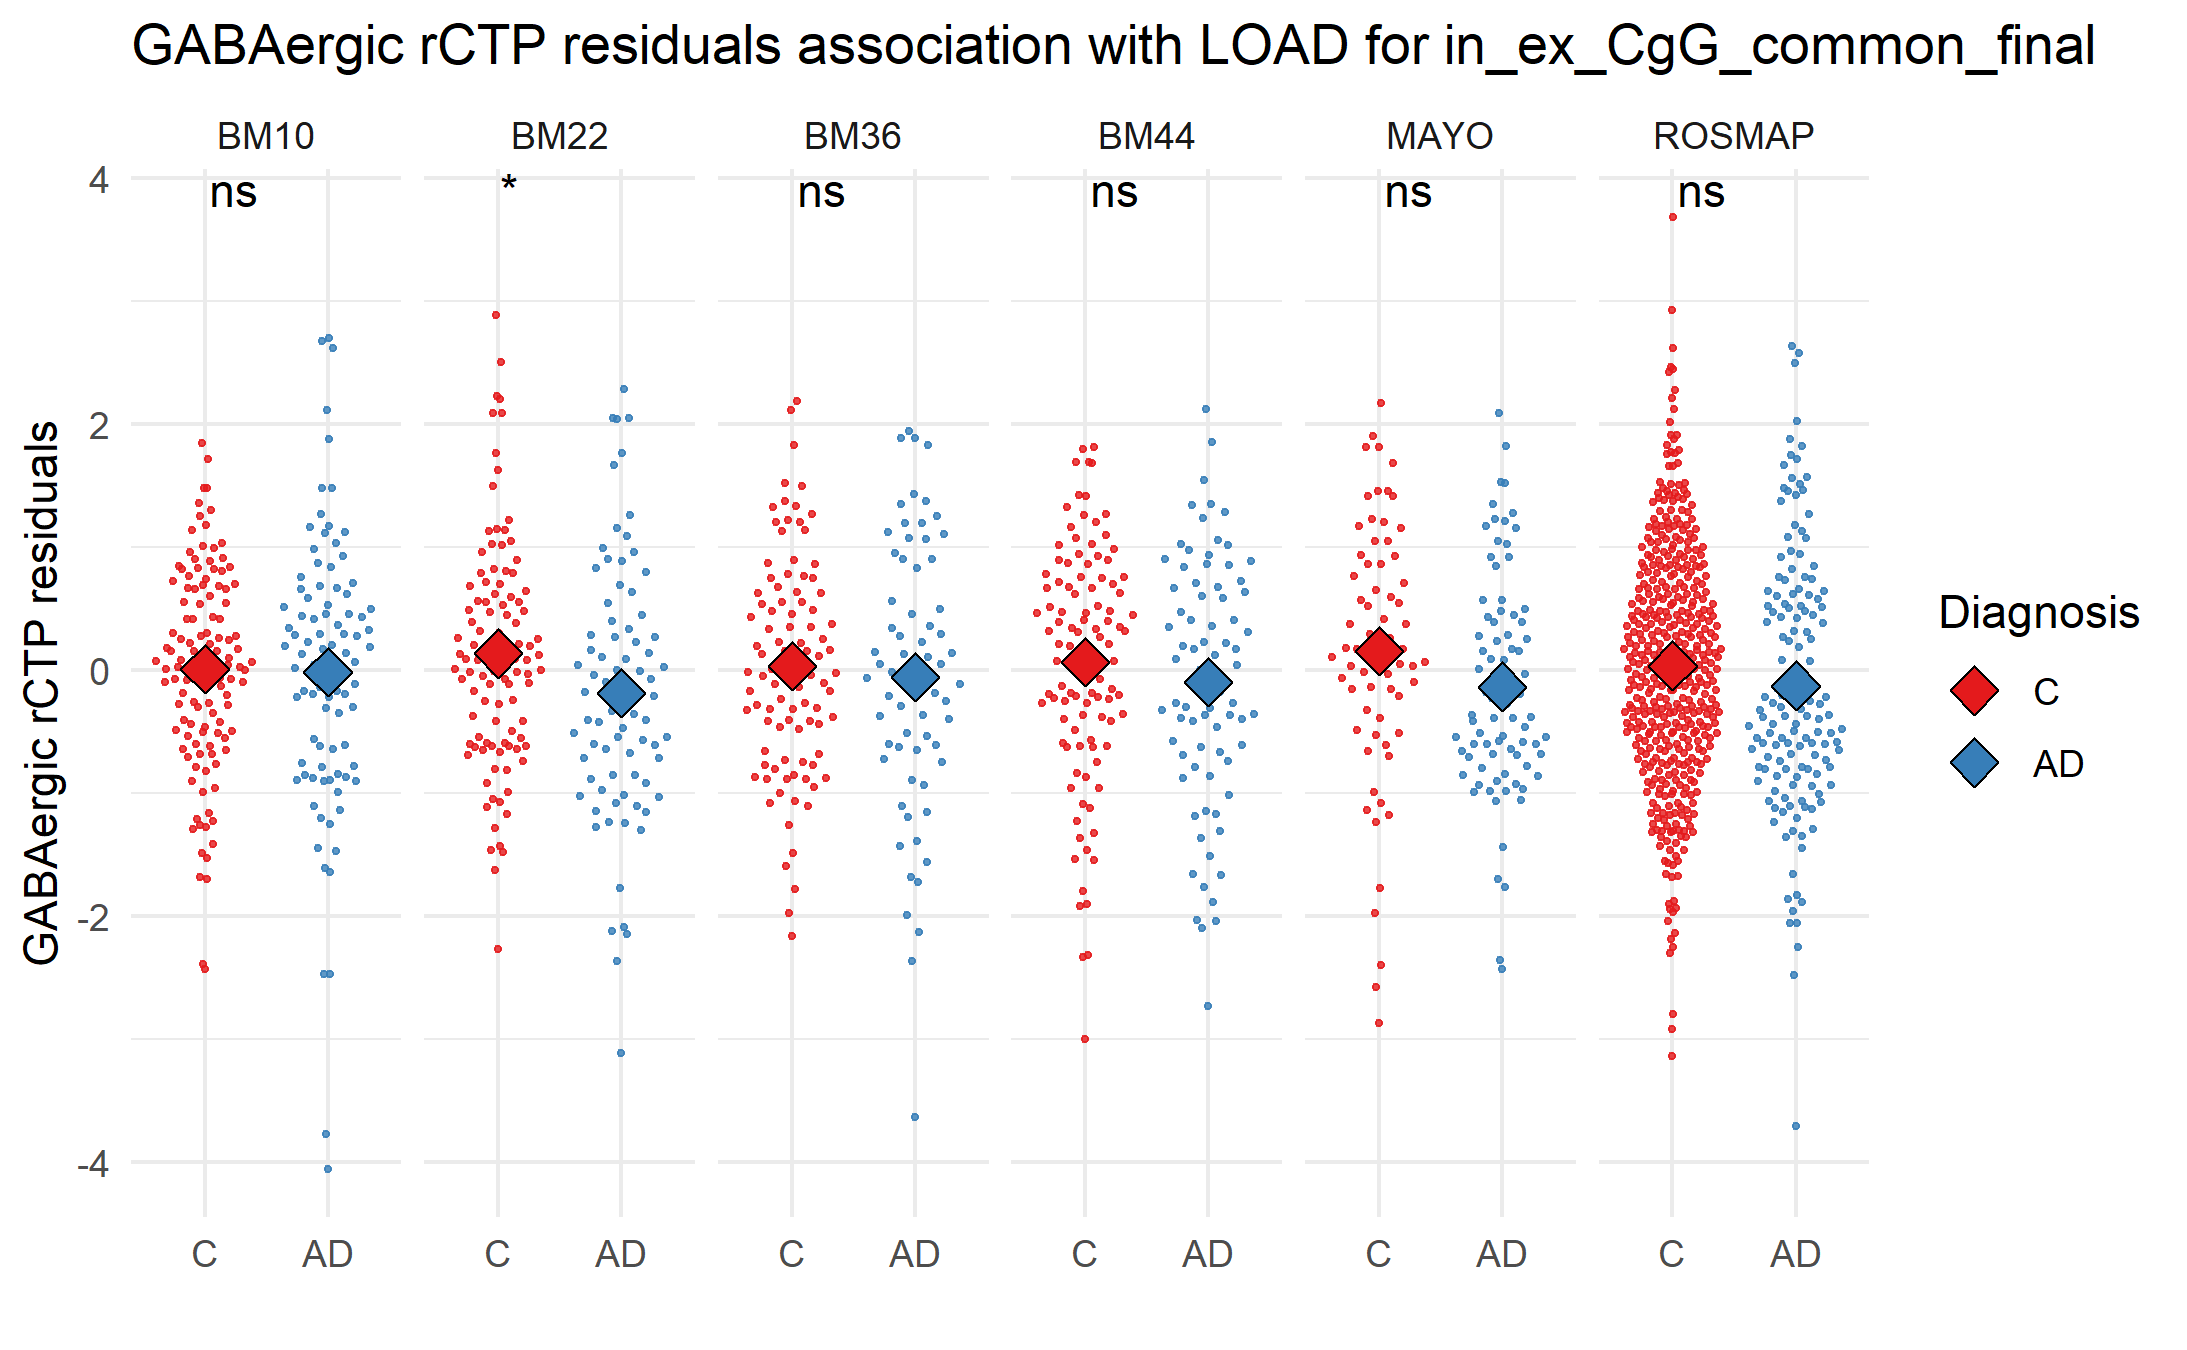 GABAergic rCTP residuals association with LOAD for in_ex_CgG_common_final
BM10 BM22 BM36 BM44 MAYO ROSMAP
ns * ns ns ns ns
4
2
0
-2
-4
GABAergic rCTP residuals
C AD C AD C AD C AD C AD C AD
Diagnosis
C
AD